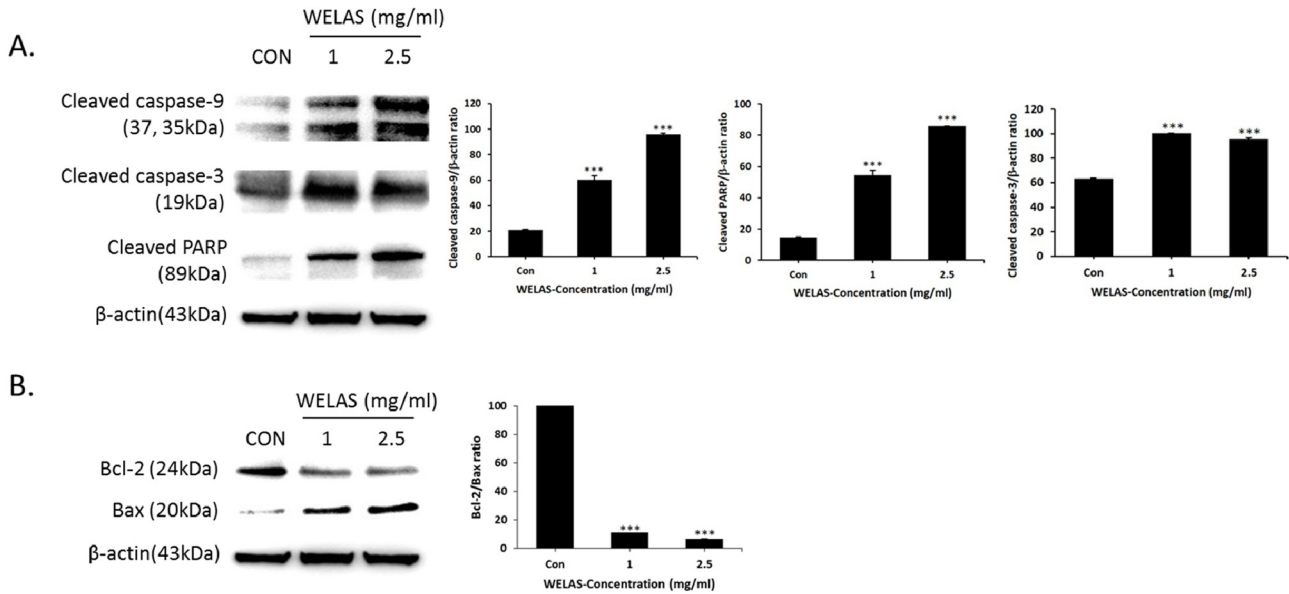 A.
WELAS (mg/ml)
CON 1 2.5
Cleaved caspase-9
(37, 35kDa)
Cleaved caspase-3
(19kDa)
Cleaved PARP
(89kDa)
β-actin(43kDa)
Cleaved caspase-9/β-actin ratio
120
100
80
60
40
20
0
***
***
Con 1 2.5
WELAS-Concentration (mg/ml)
Cleaved PARP/β-actin ratio
100
80
60
40
20
0
***
***
Con 1 2.5
WELAS-Concentration (mg/ml)
Cleaved caspase-3/β-actin ratio
120
100
80
60
40
20
0
***
***
Con 1 2.5
WELAS-Concentration (mg/ml)
B.
WELAS (mg/ml)
CON 1 2.5
Bcl-2 (24kDa)
Bax (20kDa)
β-actin(43kDa)
Bcl-2/Bax ratio
100
80
60
40
20
0
***
***
Con 1 2.5
WELAS-Concentration (mg/ml)